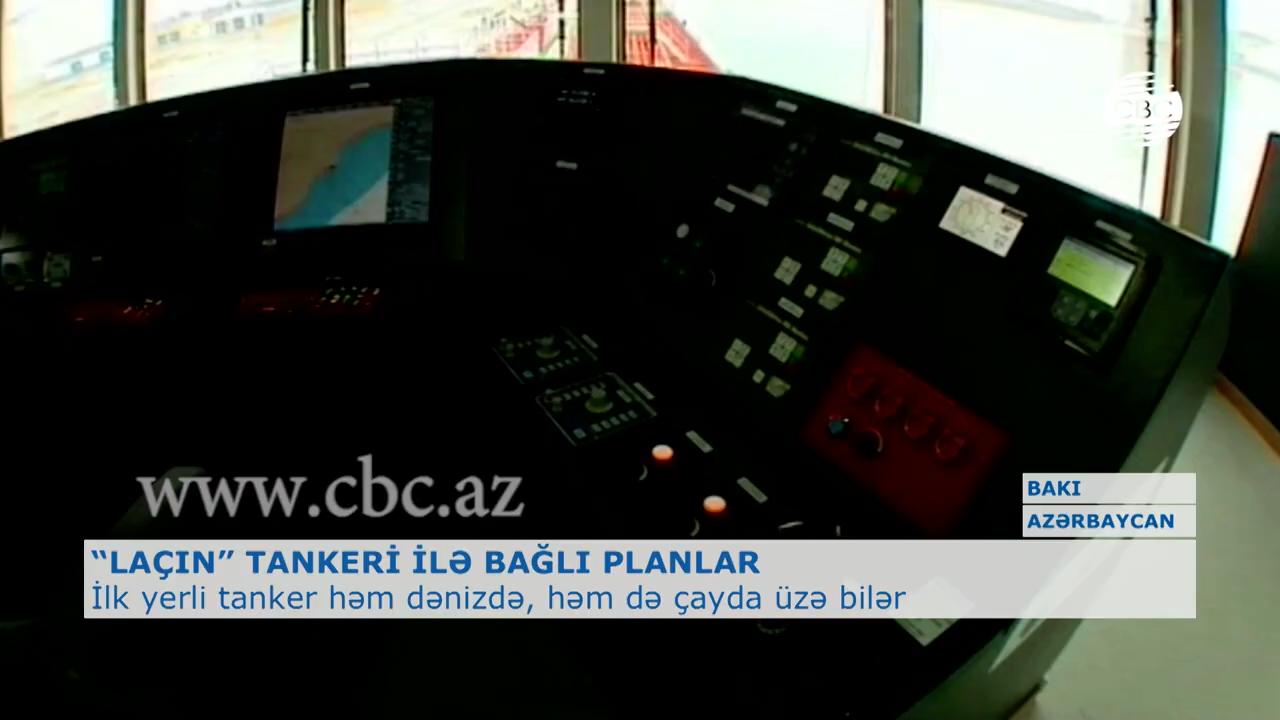 CBC
www.cbc.az
BAKI
AZƏRBAYCAN
“LAÇIN” TANKERİ İLƏ BAĞLI PLANLAR
İlk yerli tanker həm dənizdə, həm də çayda üzə bilər